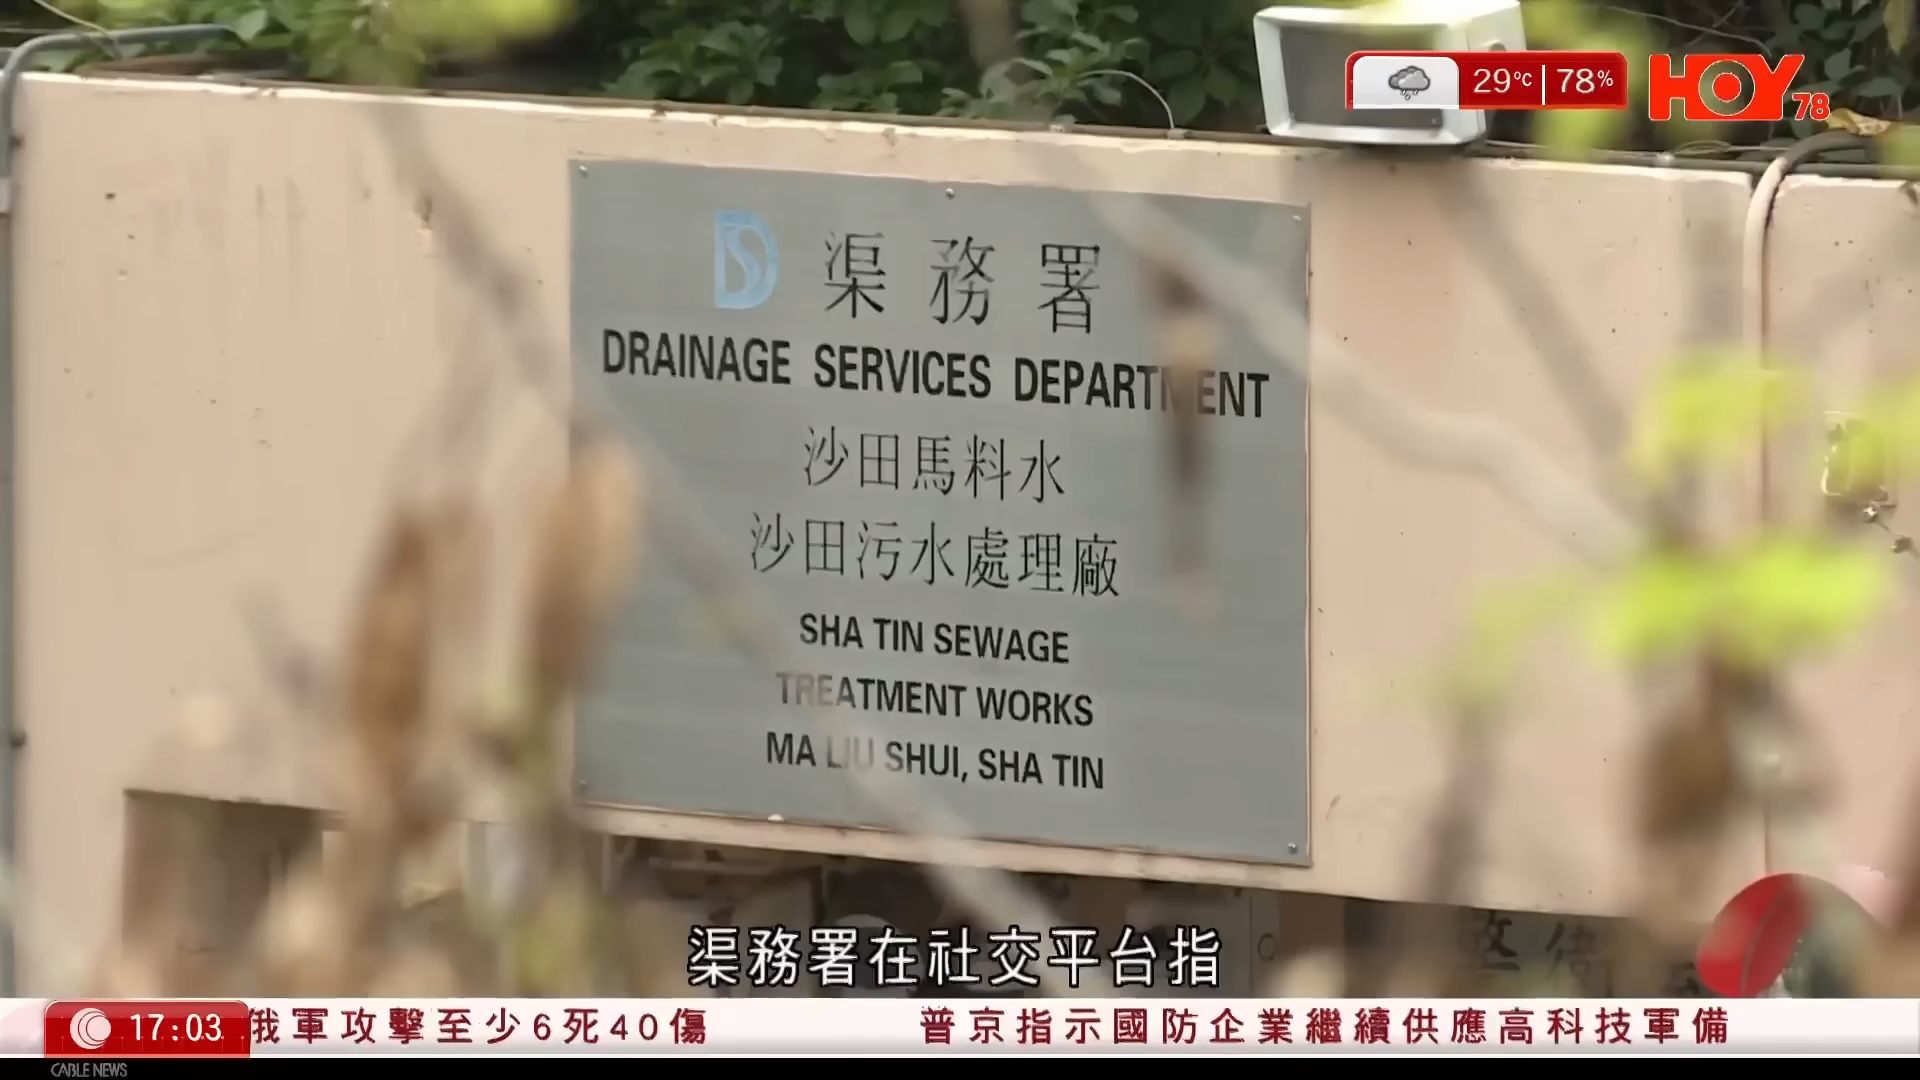 29°C | 78%
HOY 78
渠務署
DRAINAGE SERVICES DEPARTMENT
沙田馬料水
沙田污水處理廠
SHA TIN SEWAGE
TREATMENT WORKS
MA LIU SHUI, SHA TIN
渠務署在社交平台指
17:03 俄軍攻擊至少6死40傷 普京指示國防企業繼續供應高科技軍備
CABLE NEWS